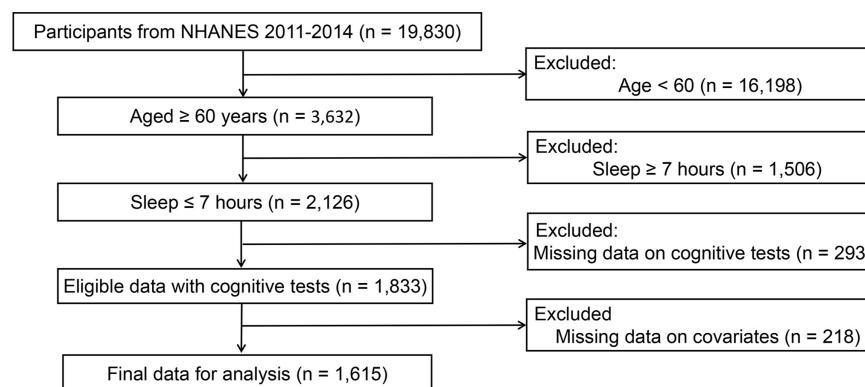 Participants from NHANES 2011-2014 (n = 19,830)
Excluded:
Age < 60 (n = 16,198)
Aged ≥ 60 years (n = 3,632)
Excluded:
Sleep ≥ 7 hours (n = 1,506)
Sleep ≤ 7 hours (n = 2,126)
Excluded:
Missing data on cognitive tests (n = 293
Eligible data with cognitive tests (n = 1,833)
Excluded
Missing data on covariates (n = 218)
Final data for analysis (n = 1,615)